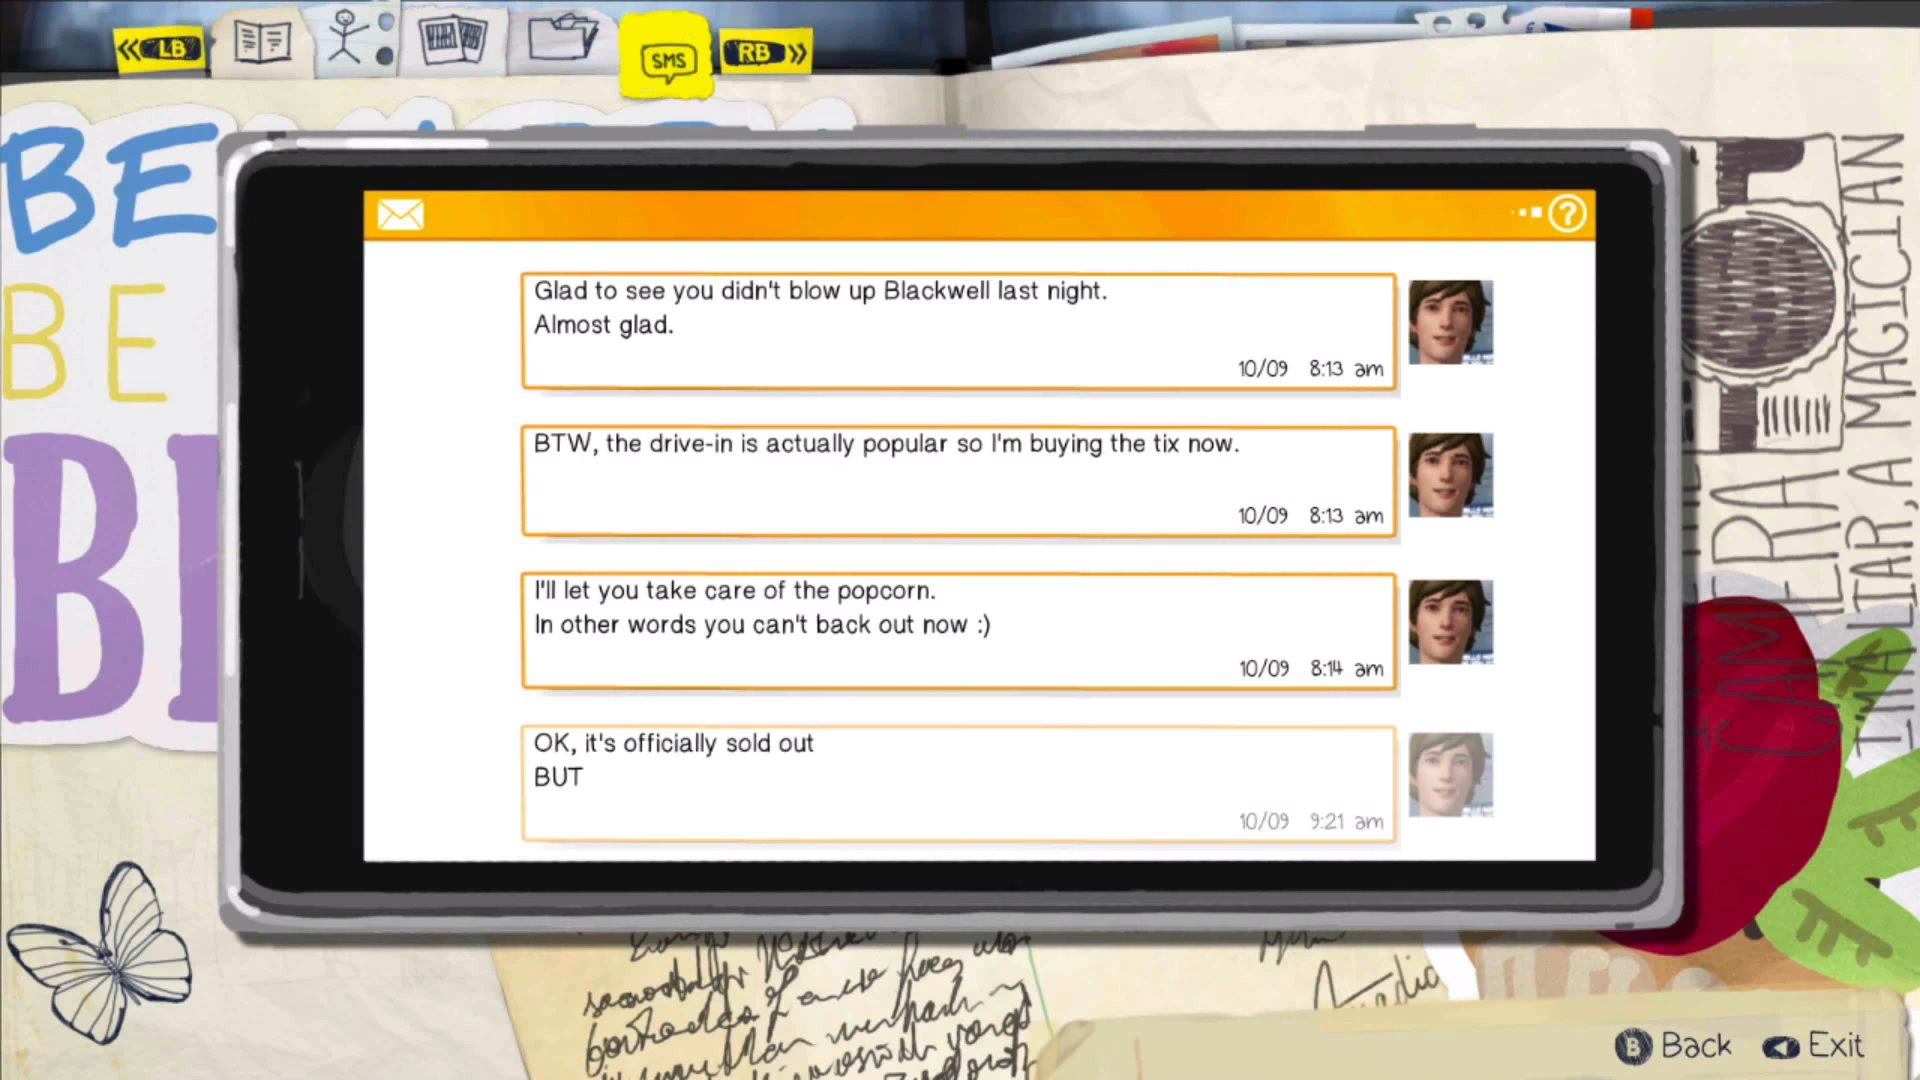 LB
SMS
RB
BE
BE
Glad to see you didn't blow up Blackwell last night.
Almost glad.
10/09 8:13 am
BTW, the drive-in is actually popular so I'm buying the tix now.
10/09 8:13 am
I'll let you take care of the popcorn.
In other words you can't back out now :)
10/09 8:14 am
OK, it's officially sold out
BUT
10/09 9:21 am
I'M A LIAR, A MAGICIAN
B Back
Exit